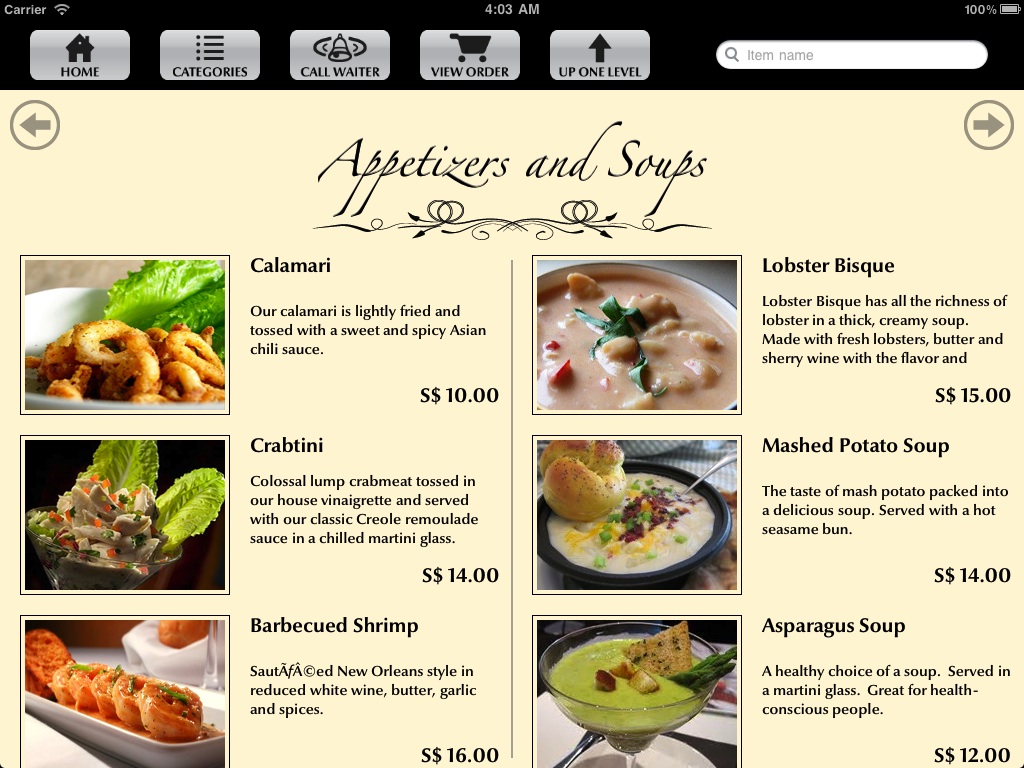 Carrier
4:03 AM
100%
HOME
CATEGORIES
CALL WAITER
VIEW ORDER
UP ONE LEVEL
Item name
Appetizers and Soups
Calamari
Our calamari is lightly fried and
tossed with a sweet and spicy Asian
chili sauce.
S$ 10.00
Crabtini
Colossal lump crabmeat tossed in
our house vinaigrette and served
with our classic Creole remoulade
sauce in a chilled martini glass.
S$ 14.00
Barbecued Shrimp
SautÃƒÂ©ed New Orleans style in
reduced white wine, butter, garlic
and spices.
S$ 16.00
Lobster Bisque
Lobster Bisque has all the richness of
lobster in a thick, creamy soup.
Made with fresh lobsters, butter and
sherry wine with the flavor and
S$ 15.00
Mashed Potato Soup
The taste of mash potato packed into
a delicious soup. Served with a hot
seasame bun.
S$ 14.00
Asparagus Soup
A healthy choice of a soup.  Served in
a martini glass.  Great for health-
conscious people.
S$ 12.00